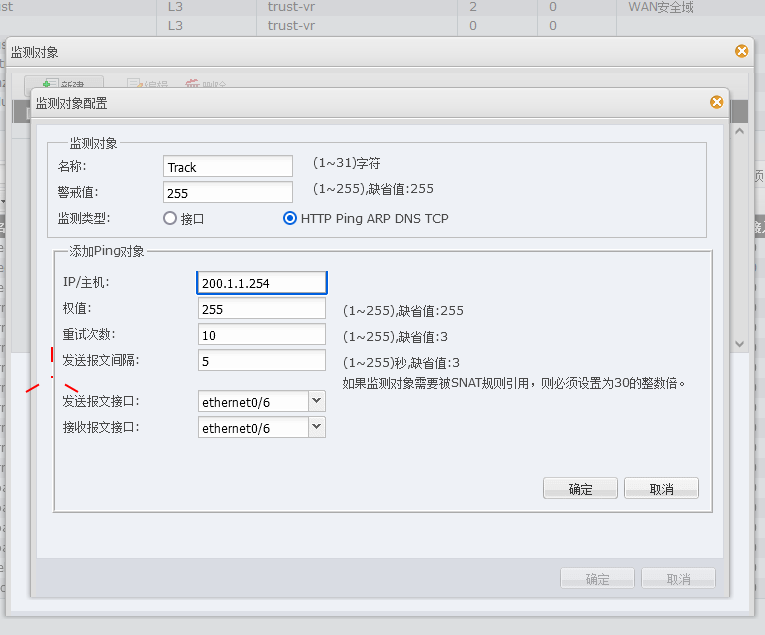 L3 trust-vr 2 0 WAN安全域
L3 trust-vr 0 0
监测对象
新建 编辑 删除
监测对象配置
监测对象
名称: Track (1~31)字符
警戒值: 255 (1~255),缺省值:255
监测类型: 接口 HTTP Ping ARP DNS TCP
添加Ping对象
IP/主机: 200.1.1.254
权值: 255 (1~255),缺省值:255
重试次数: 10 (1~255),缺省值:3
发送报文间隔: 5 (1~255)秒,缺省值:3
如果监测对象需要被SNAT规则引用，则必须设置为30的整数倍。
发送报文接口: ethernet0/6
接收报文接口: ethernet0/6
确定 取消
确定 取消